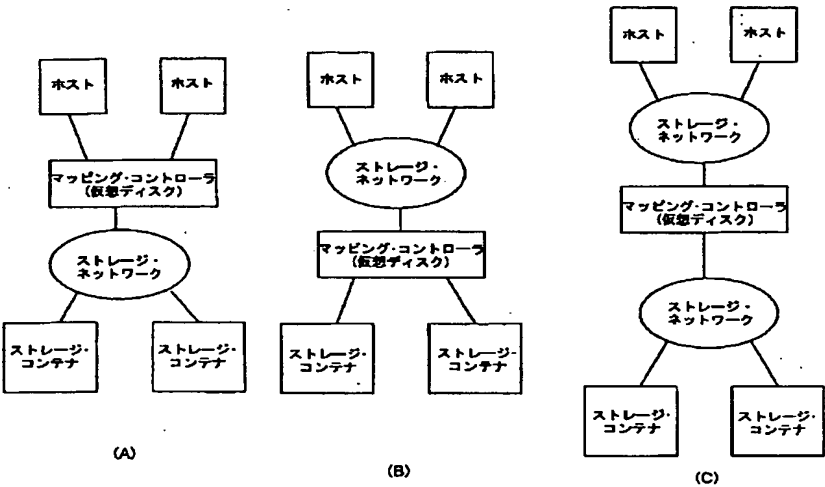 ホスト
ホスト
マッピング・コントローラ
(仮想ディスク)
ストレージ・
ネットワーク
ストレージ・
コンテナ
ストレージ・
コンテナ
(A)
ホスト
ホスト
ストレージ・
ネットワーク
マッピング・コントローラ
(仮想ディスク)
ストレージ・
コンテナ
ストレージ・
コンテナ
(B)
ホスト
ホスト
ストレージ・
ネットワーク
マッピング・コントローラ
(仮想ディスク)
ストレージ・
ネットワーク
ストレージ・
コンテナ
ストレージ・
コンテナ
(C)